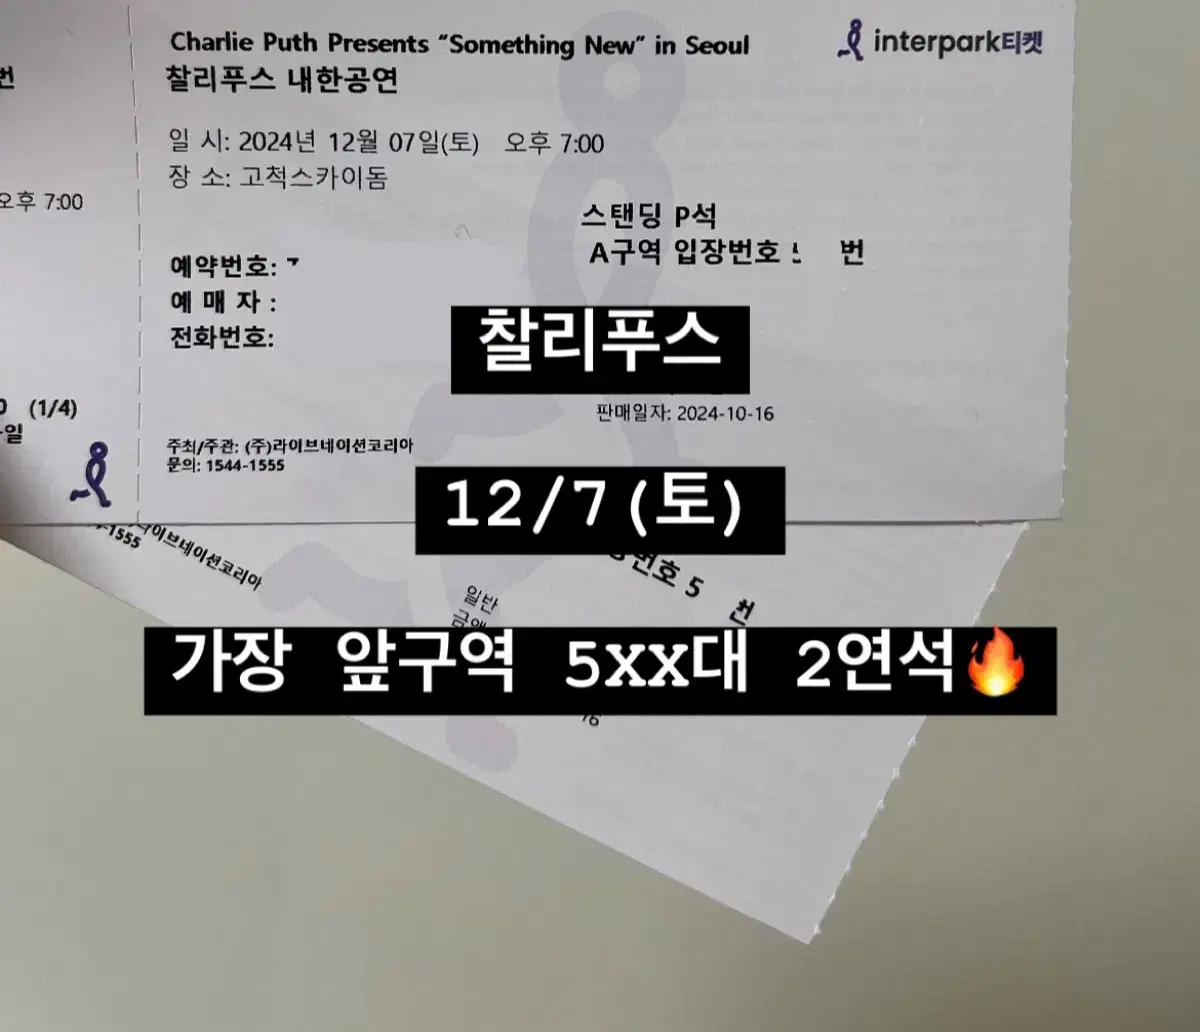 번
오후 7:00
(1/4)
일
Charlie Puth Presents “Something New” in Seoul
찰리푸스 내한공연
interpark티켓
일 시: 2024년 12월 07일(토) 오후 7:00
장 소: 고척스카이돔
스탠딩 P석
A구역 입장번호 번
예약번호:
예 매 자 :
전화번호:
찰리푸스
판매일자: 2024-10-16
주최/주관: (주)라이브네이션코리아
문의: 1544-1555
12/7(토)
-1555
라이브네이션코리아
번호 5
일반
가장 앞구역 5xx대 2연석🔥
16